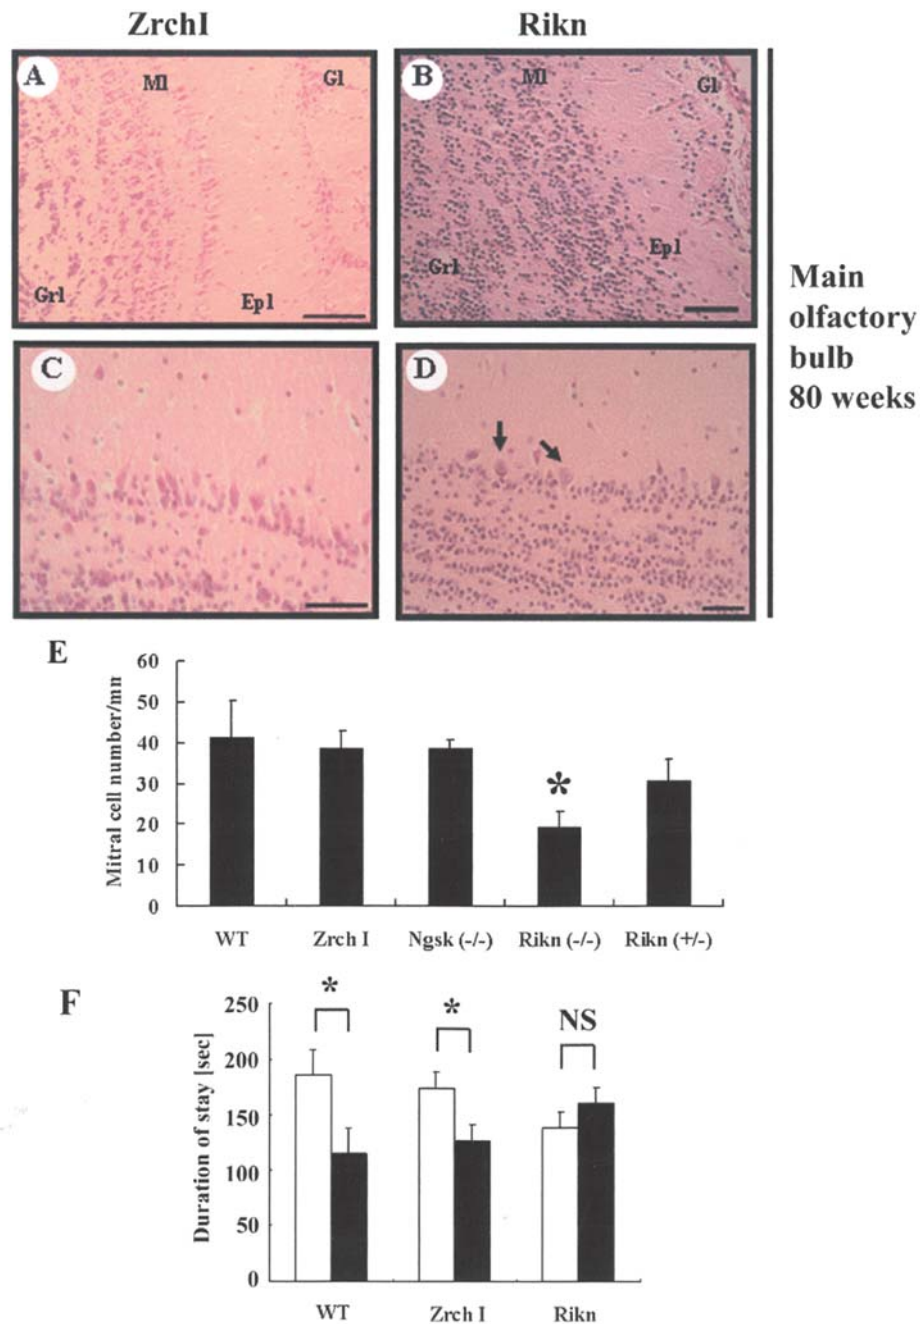 ZrchI Rikn
A Ml Gl
Grl Epl
B Ml Gl
Grl Epl
C
D
Main
olfactory
bulb
80 weeks
E
Mitral cell number/mn
60
50
40
30
20
10
0
*
WT Zrch I Ngsk (-/-) Rikn (-/-) Rikn (+/-)
F
Duration of stay [sec]
250
200
150
100
50
0
* * NS
WT Zrch I Rikn